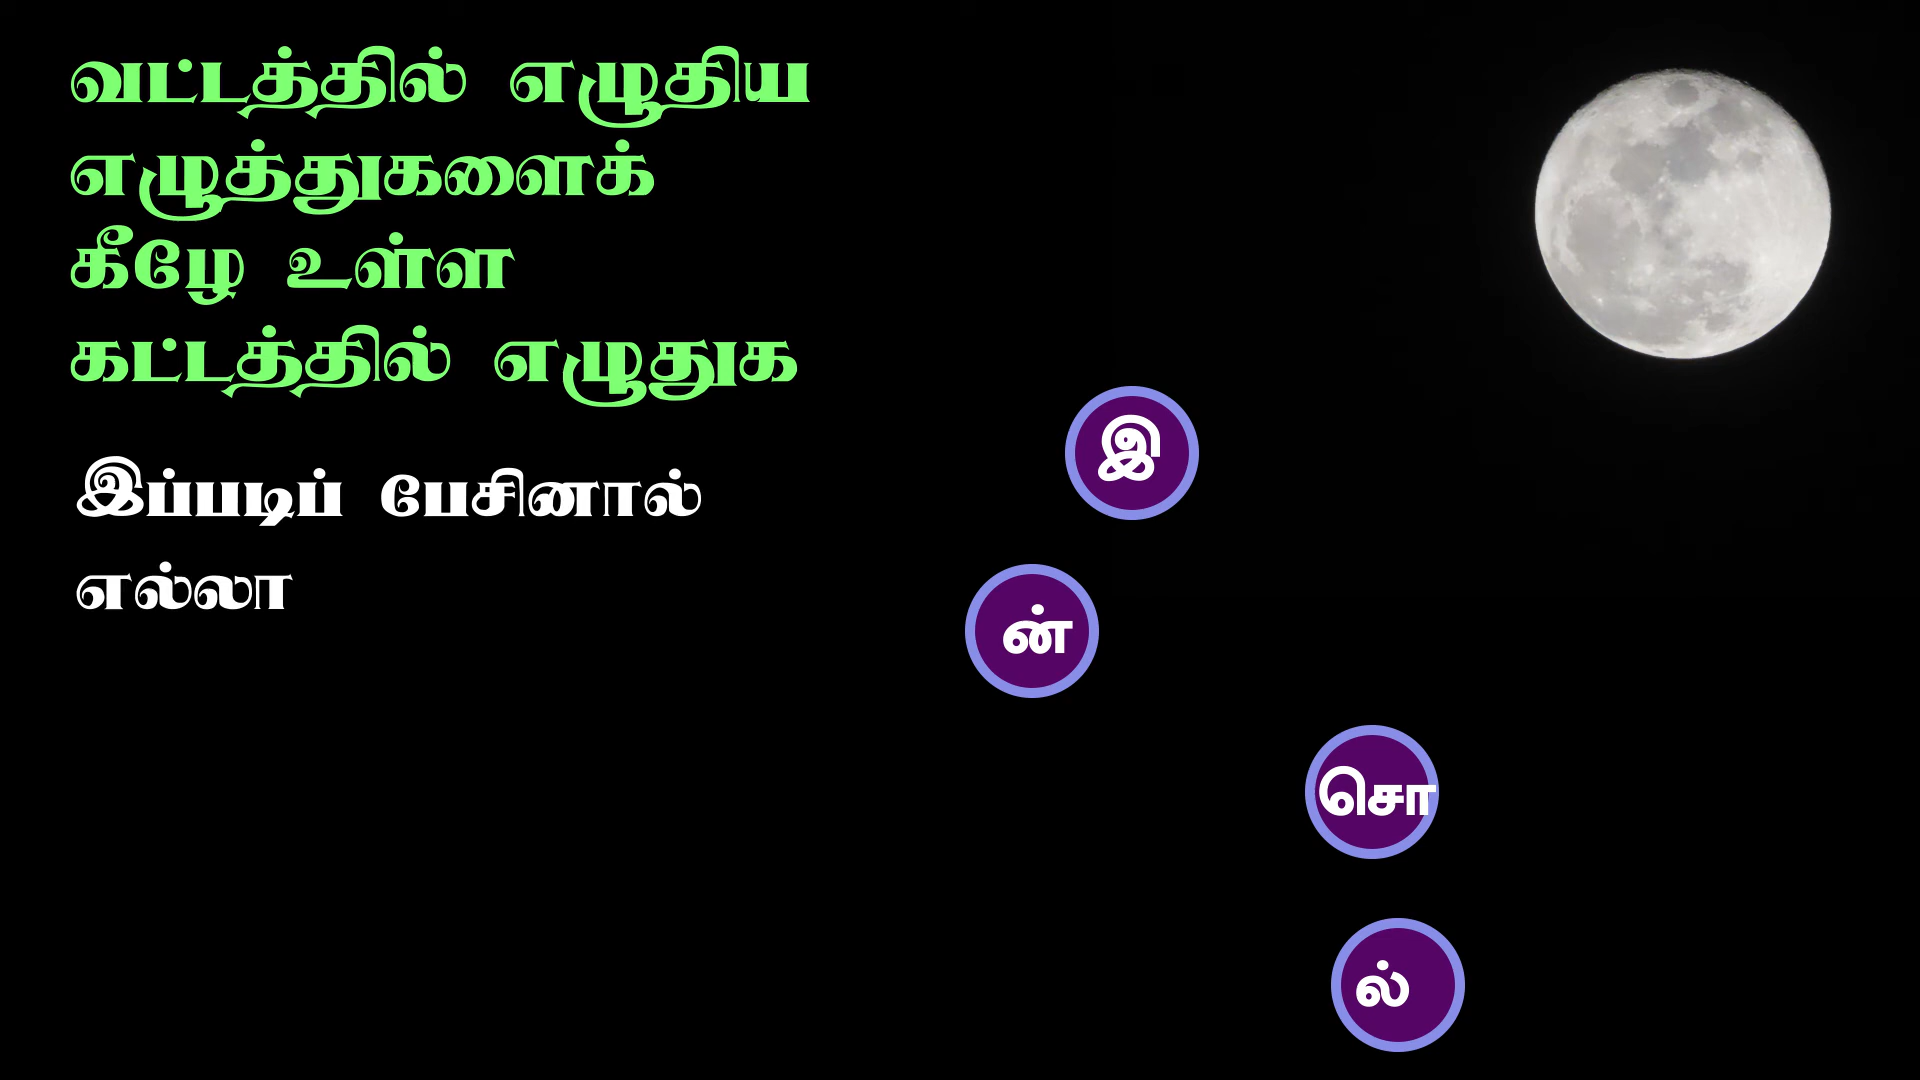 வட்டத்தில் எழுதிய
எழுத்துகளைக்
கீழே உள்ள
கட்டத்தில் எழுதுக
இப்படிப் பேசினால்
எல்லா
இ
ன்
சொ
ல்